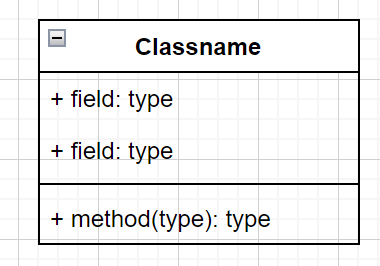 Classname
+ field: type
+ field: type
+ method(type): type